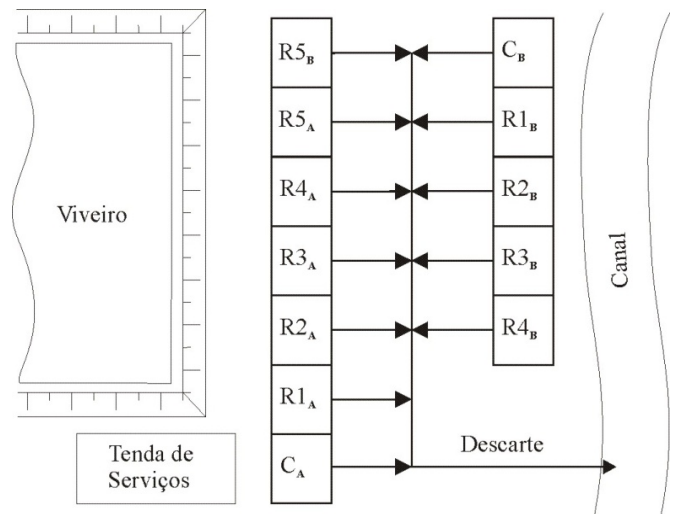 R5B
CB
R5A
R1B
Viveiro
R4A
R2B
R3A
R3B
Canal
R2A
R4B
R1A
Tenda de
Serviços
CA
Descarte